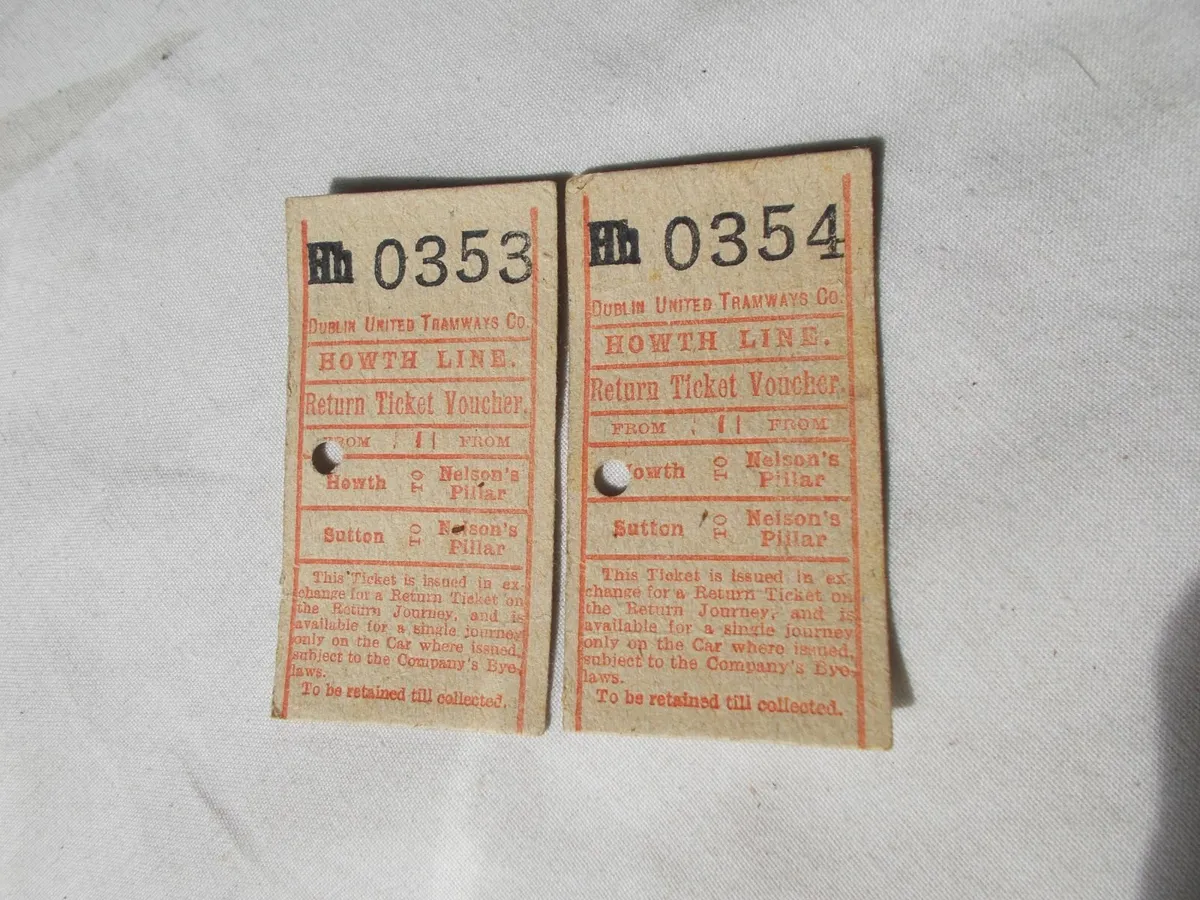 Hh 0353
DUBLIN UNITED TRAMWAYS CO.
HOWTH LINE.
Return Ticket Voucher.
FROM FROM
Howth TO Nelson's
Pillar
Sutton TO Nelson's
Pillar
This Ticket is issued in ex-
change for a Return Ticket on
the Return Journey, and is
available for a single journey
only on the Car where issued,
subject to the Company's Bye-
laws.
To be retained till collected.
Hh 0354
DUBLIN UNITED TRAMWAYS CO.
HOWTH LINE.
Return Ticket Voucher.
FROM FROM
Howth TO Nelson's
Pillar
Sutton TO Nelson's
Pillar
This Ticket is issued in ex-
change for a Return Ticket on
the Return Journey, and is
available for a single journey
only on the Car where issued,
subject to the Company's Bye-
laws.
To be retained till collected.